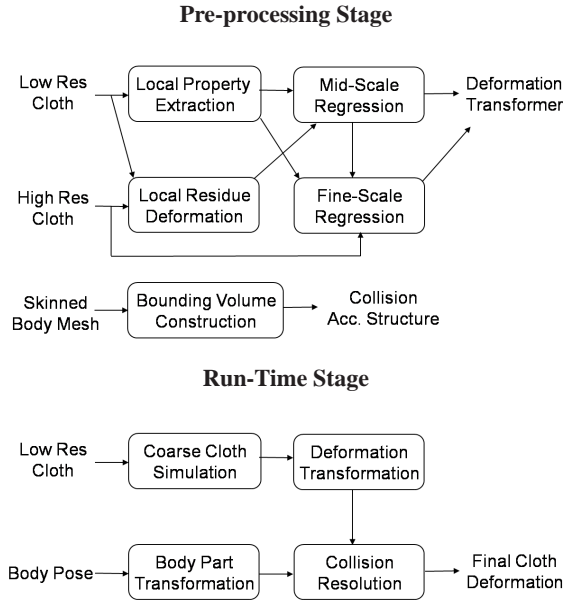 Pre-processing Stage
Low Res
Cloth
Local Property
Extraction
Mid-Scale
Regression
Deformation
Transformer
High Res
Cloth
Local Residue
Deformation
Fine-Scale
Regression
Skinned
Body Mesh
Bounding Volume
Construction
Collision
Acc. Structure
Run-Time Stage
Low Res
Cloth
Coarse Cloth
Simulation
Deformation
Transformation
Body Pose
Body Part
Transformation
Collision
Resolution
Final Cloth
Deformation